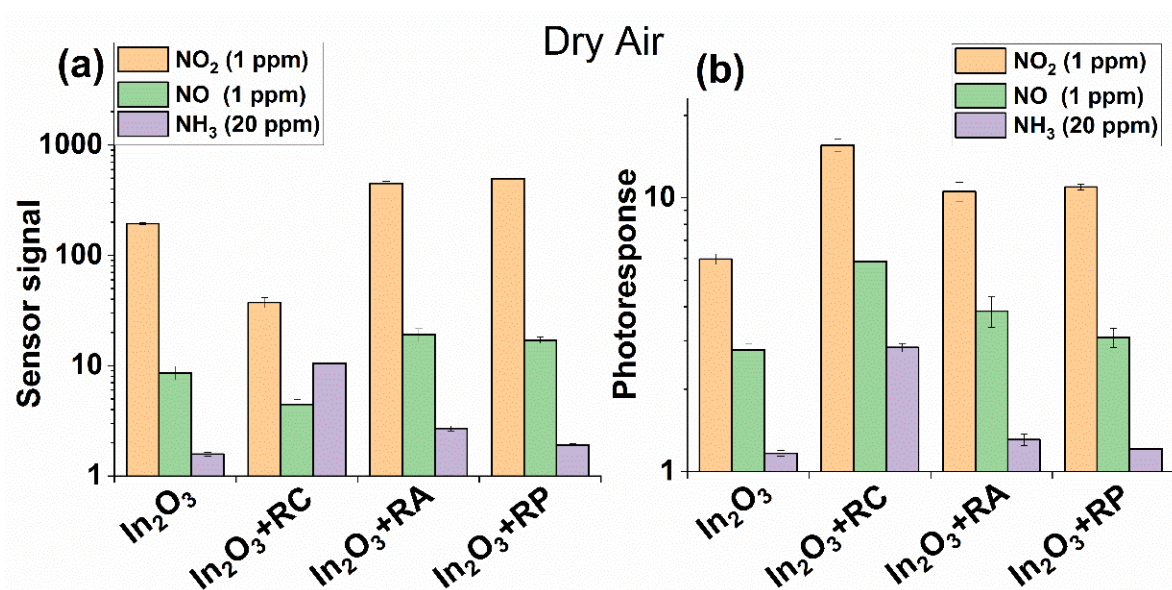 Dry Air
(a)
NO₂ (1 ppm)
NO (1 ppm)
NH₃ (20 ppm)
Sensor signal
1000
100
10
1
In₂O₃
In₂O₃+RC
In₂O₃+RA
In₂O₃+RP
(b)
NO₂ (1 ppm)
NO (1 ppm)
NH₃ (20 ppm)
Photoresponse
10
1
In₂O₃
In₂O₃+RC
In₂O₃+RA
In₂O₃+RP